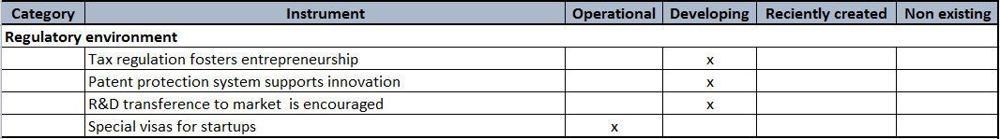 Category Instrument Operational Developing Reciently created Non existing
Regulatory environment
Tax regulation fosters entrepreneurship x
Patent protection system supports innovation x
R&D transference to market is encouraged x
Special visas for startups x